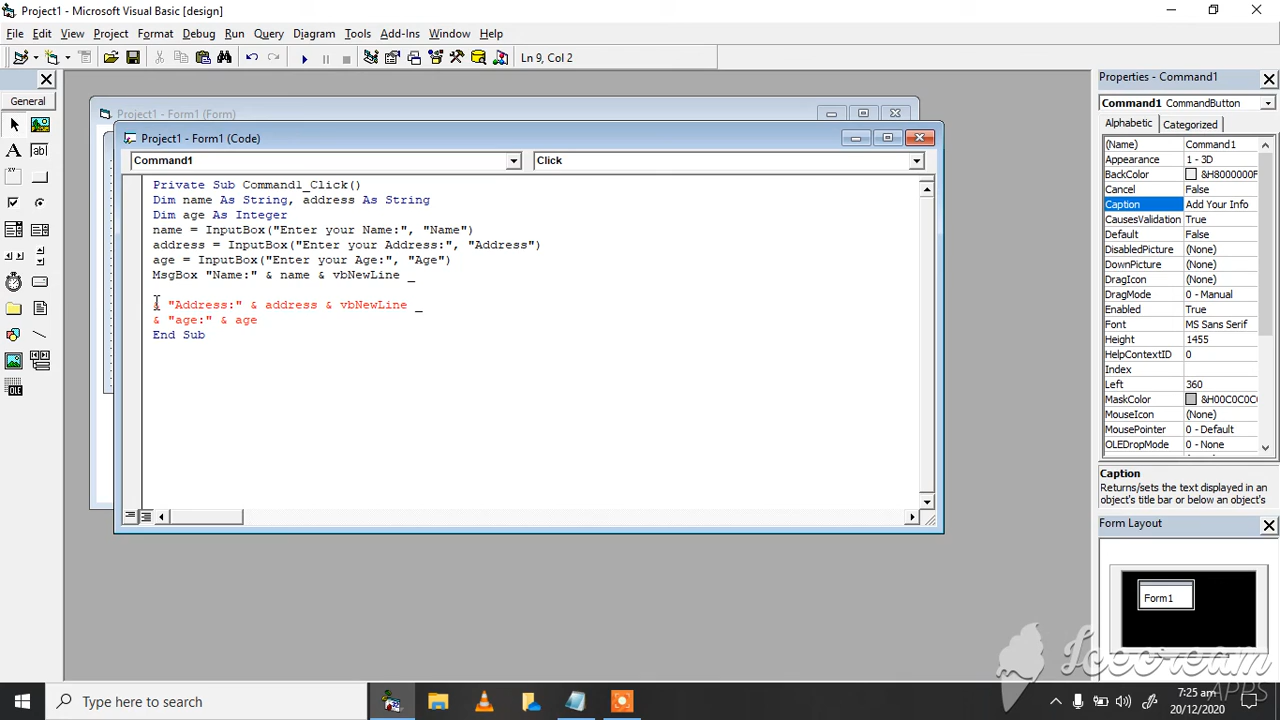 Project1 - Microsoft Visual Basic [design]
File Edit View Project Format Debug Run Query Diagram Tools Add-Ins Window Help
Ln 9, Col 2
General
Project1 - Form1 (Form)
Project1 - Form1 (Code)
Command1 Click
Private Sub Command1_Click()
Dim name As String, address As String
Dim age As Integer
name = InputBox("Enter your Name:", "Name")
address = InputBox("Enter your Address:", "Address")
age = InputBox("Enter your Age:", "Age")
MsgBox "Name:" & name & vbNewLine _
& "Address:" & address & vbNewLine _
& "age:" & age
End Sub
Properties - Command1
Command1 CommandButton
Alphabetic Categorized
(Name) Command1
Appearance 1 - 3D
BackColor &H8000000F
Cancel False
Caption Add Your Info
CausesValidation True
Default False
DisabledPicture (None)
DownPicture (None)
DragIcon (None)
DragMode 0 - Manual
Enabled True
Font MS Sans Serif
Height 1455
HelpContextID 0
Index
Left 360
MaskColor &H00C0C0C
MouseIcon (None)
MousePointer 0 - Default
OLEDropMode 0 - None
Caption
Returns/sets the text displayed in an
object's title bar or below an object's
Form Layout
Form1
Icecream
APPS
Type here to search
7:25 am
20/12/2020